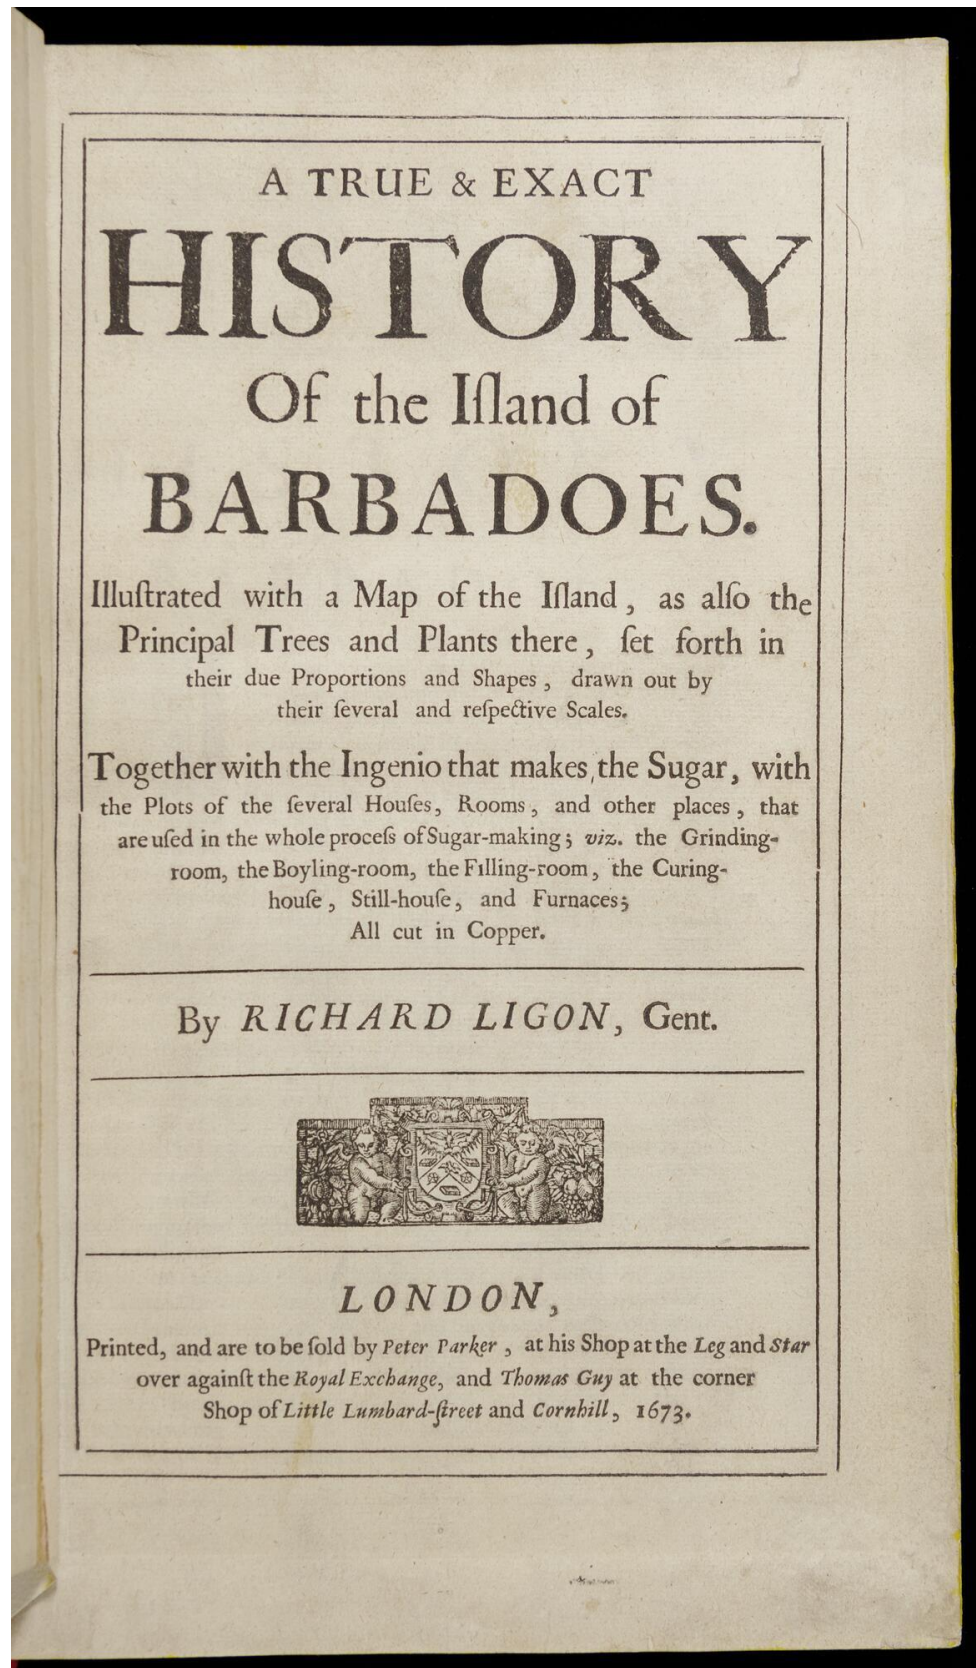 A TRUE & EXACT
HISTORY
Of the Iſland of
BARBADOES.
Illuſtrated with a Map of the Iſland, as alſo the
Principal Trees and Plants there, ſet forth in
their due Proportions and Shapes, drawn out by
their ſeveral and reſpective Scales.
Together with the Ingenio that makes the Sugar, with
the Plots of the ſeveral Houſes, Rooms, and other places, that
are uſed in the whole proceſs of Sugar-making; viz. the Grinding-
room, the Boyling-room, the Filling-room, the Curing-
houſe, Still-houſe, and Furnaces;
All cut in Copper.
By RICHARD LIGON, Gent.
LONDON,
Printed, and are to be ſold by Peter Parker, at his Shop at the Leg and Star
over againſt the Royal Exchange, and Thomas Guy at the corner
Shop of Little Lumbard-ſtreet and Cornhill, 1673.